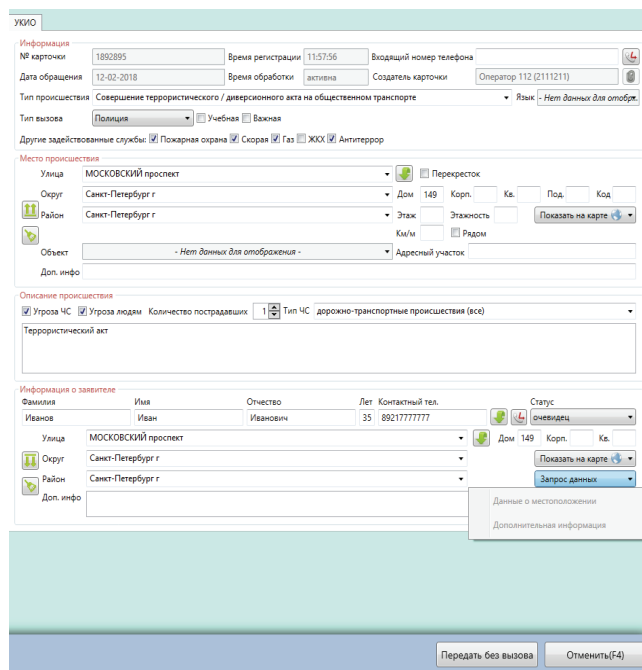 УКИО
Информация
№ карточки 1892895 Время регистрации 11:57:56 Входящий номер телефона
Дата обращения 12-02-2018 Время обработки активна Создатель карточки Оператор 112 (2111211)
Тип происшествия Совершение террористического / диверсионного акта на общественном транспорте Язык - Нет данных для отобра
Тип вызова Полиция Учебная Важная
Другие задействованные службы: Пожарная охрана Скорая Газ ЖКХ Антитеррор
Место происшествия
Улица МОСКОВСКИЙ проспект Перекресток
Округ Санкт-Петербург г Дом 149 Корп. Кв. Под. Код
Район Санкт-Петербург г Этаж Этажность Показать на карте
Км/м Рядом
Объект - Нет данных для отображения - Адресный участок
Доп. инфо
Описание происшествия
Угроза ЧС Угроза людям Количество пострадавших 1 Тип ЧС дорожно-транспортные происшествия (все)
Террористический акт
Информация о заявителе
Фамилия Имя Отчество Лет Контактный тел. Статус
Иванов Иван Иванович 35 89217777777 очевидец
Улица МОСКОВСКИЙ проспект Дом 149 Корп. Кв.
Округ Санкт-Петербург г Показать на карте
Район Санкт-Петербург г Запрос данных
Доп. инфо Данные о местоположении
Дополнительная информация
Передать без вызова Отменить(F4)